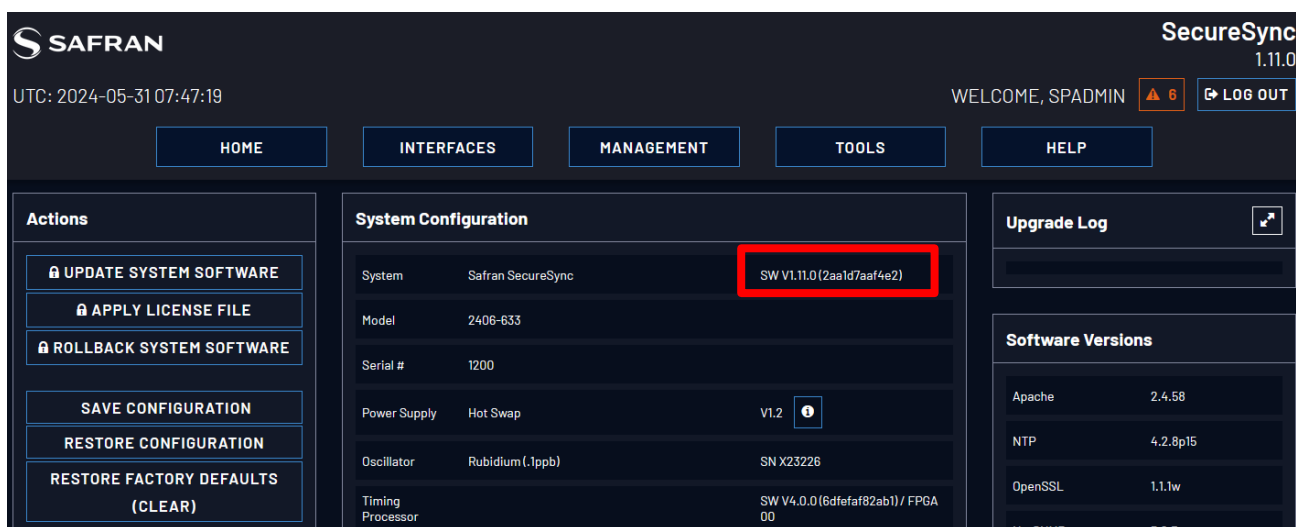 SAFRAN
SecureSync
1.11.0
UTC: 2024-05-31 07:47:19
WELCOME, SPADMIN 6 LOG OUT
HOME INTERFACES MANAGEMENT TOOLS HELP
Actions
UPDATE SYSTEM SOFTWARE
APPLY LICENSE FILE
ROLLBACK SYSTEM SOFTWARE
SAVE CONFIGURATION
RESTORE CONFIGURATION
RESTORE FACTORY DEFAULTS
(CLEAR)
System Configuration
System Safran SecureSync SW V1.11.0 (2aa1d7aaf4e2)
Model 2406-633
Serial # 1200
Power Supply Hot Swap V1.2
Oscillator Rubidium (.1ppb) SN X23226
Timing
Processor
SW V4.0.0 (6dfefaf82ab1) / FPGA
00
Upgrade Log
Software Versions
Apache 2.4.58
NTP 4.2.8p15
OpenSSL 1.1.1w